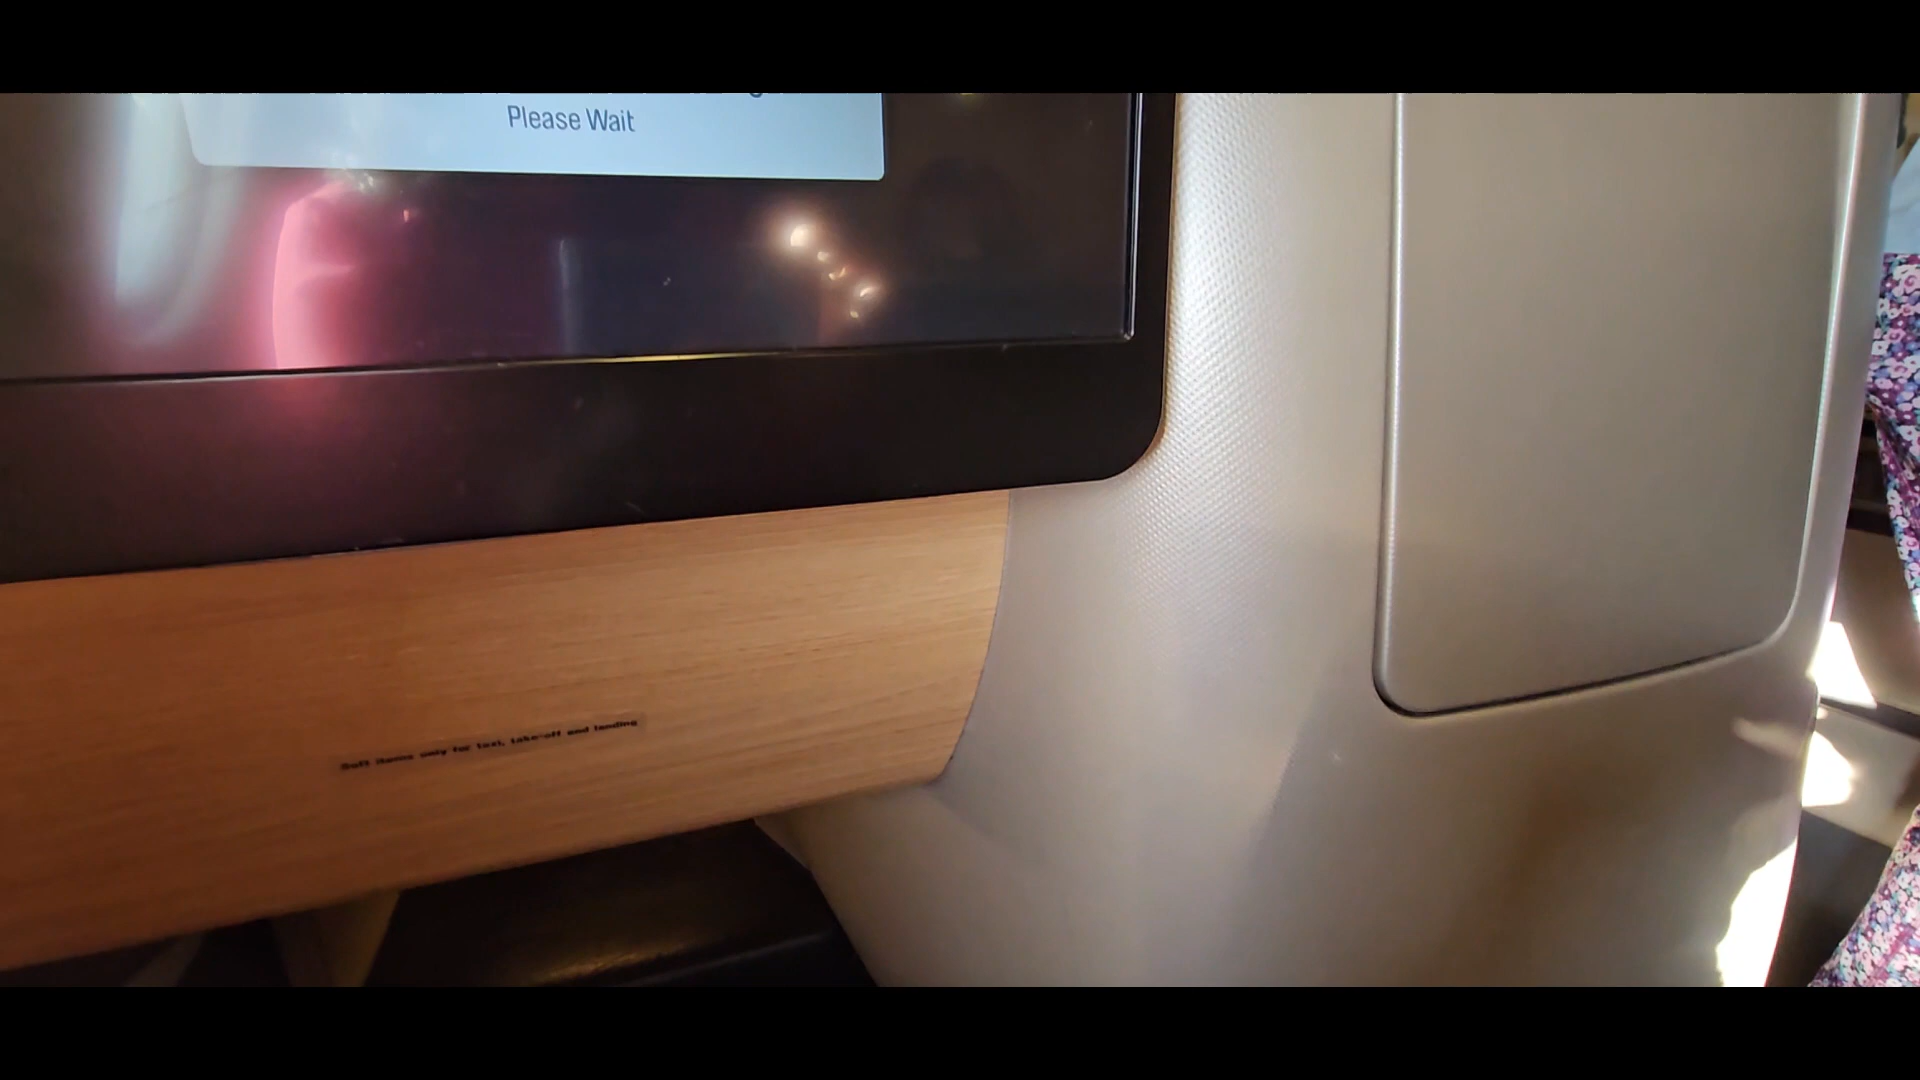 Please Wait
Soft items only for taxi, take-off and landing